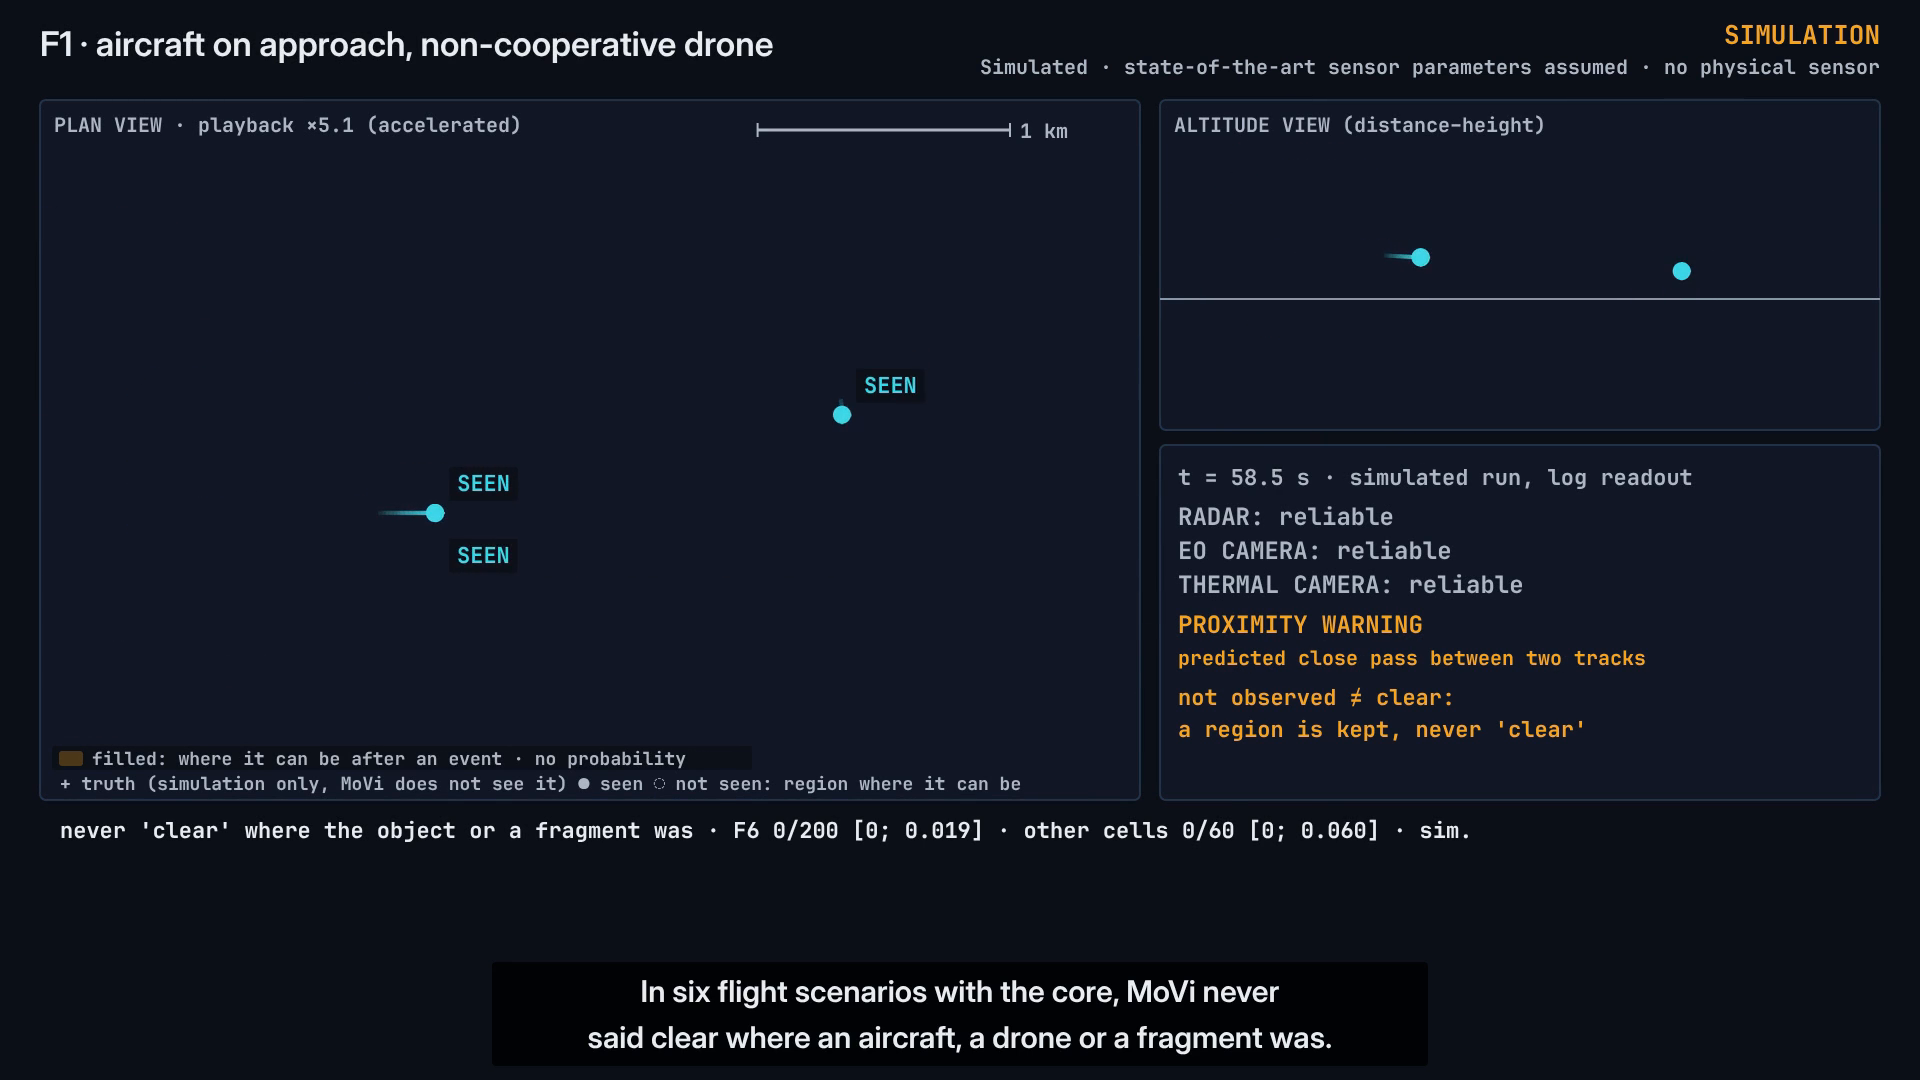 F1 · aircraft on approach, non-cooperative drone
SIMULATION
Simulated · state-of-the-art sensor parameters assumed · no physical sensor
PLAN VIEW · playback ×5.1 (accelerated)
1 km
SEEN
SEEN
SEEN
filled: where it can be after an event · no probability
+ truth (simulation only, MoVi does not see it) ● seen ◌ not seen: region where it can be
ALTITUDE VIEW (distance–height)
t = 58.5 s · simulated run, log readout
RADAR: reliable
EO CAMERA: reliable
THERMAL CAMERA: reliable
PROXIMITY WARNING
predicted close pass between two tracks
not observed ≠ clear:
a region is kept, never 'clear'
never 'clear' where the object or a fragment was · F6 0/200 [0; 0.019] · other cells 0/60 [0; 0.060] · sim.
In six flight scenarios with the core, MoVi never
said clear where an aircraft, a drone or a fragment was.